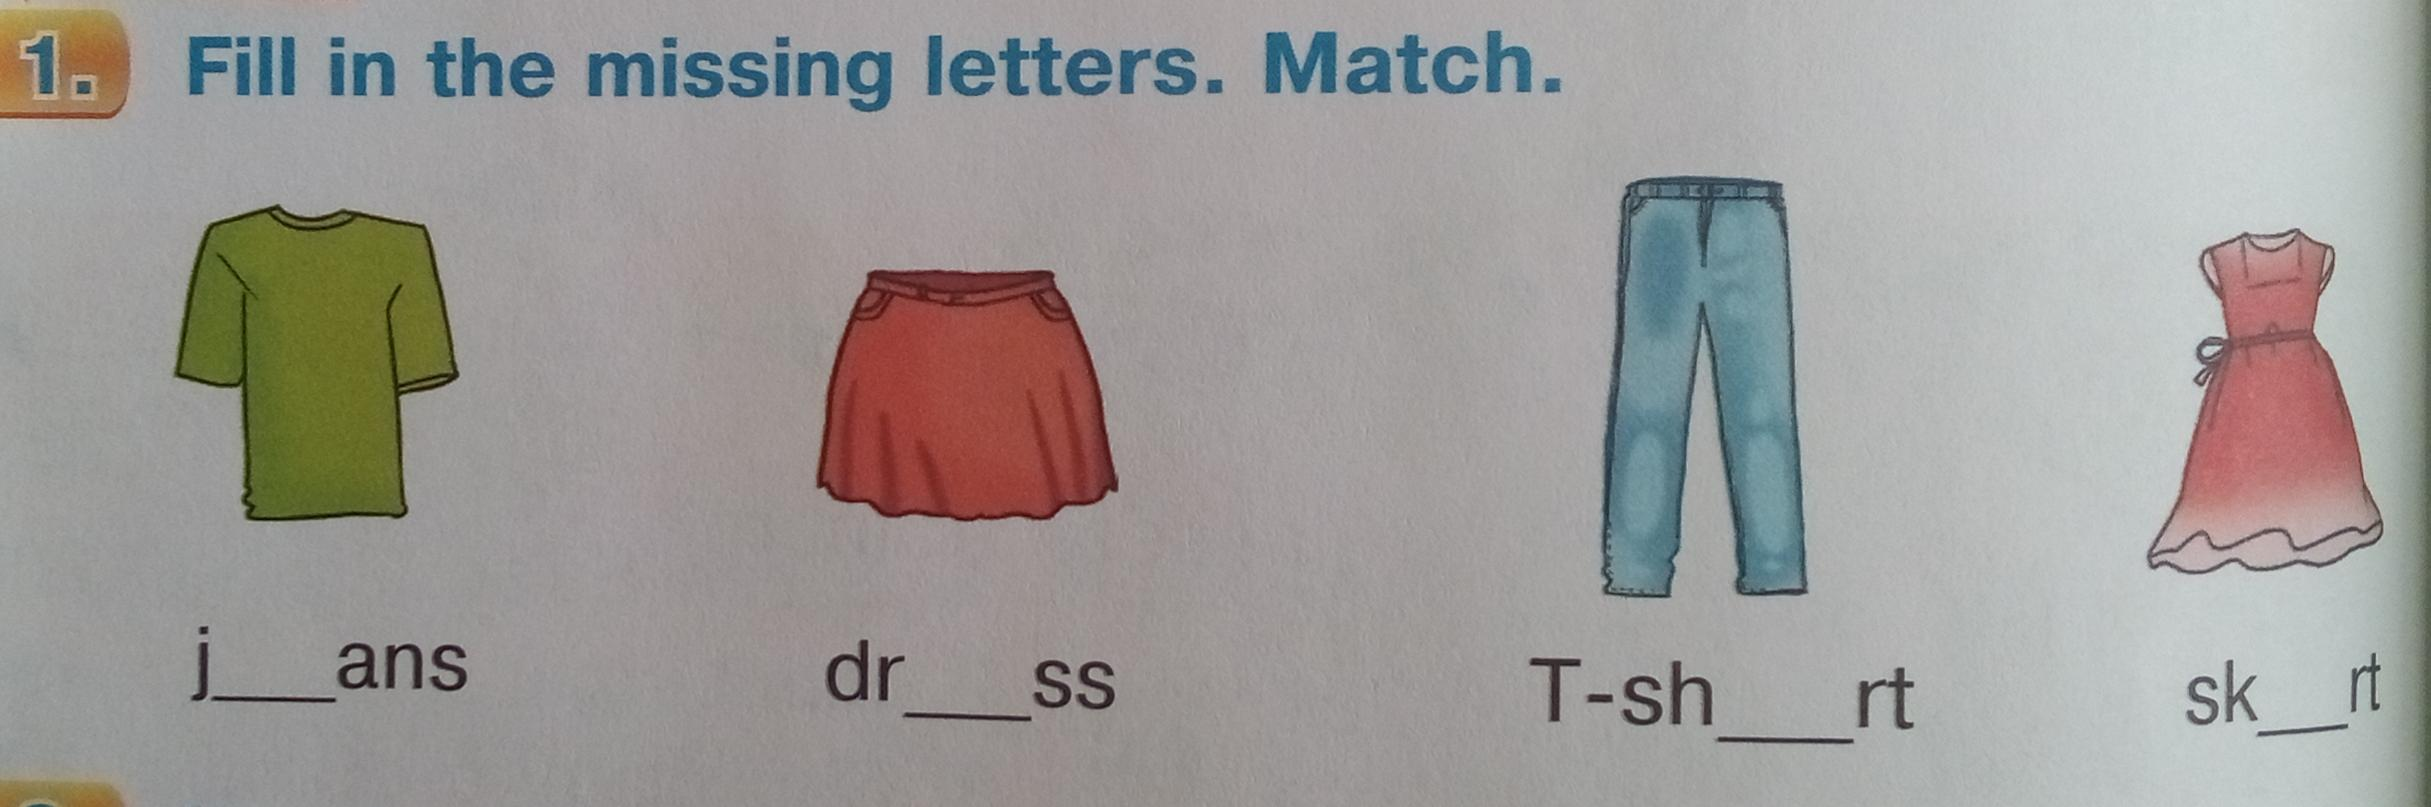 1. Fill in the missing letters. Match.
j___ans dr___ss T-sh___rt sk___rt